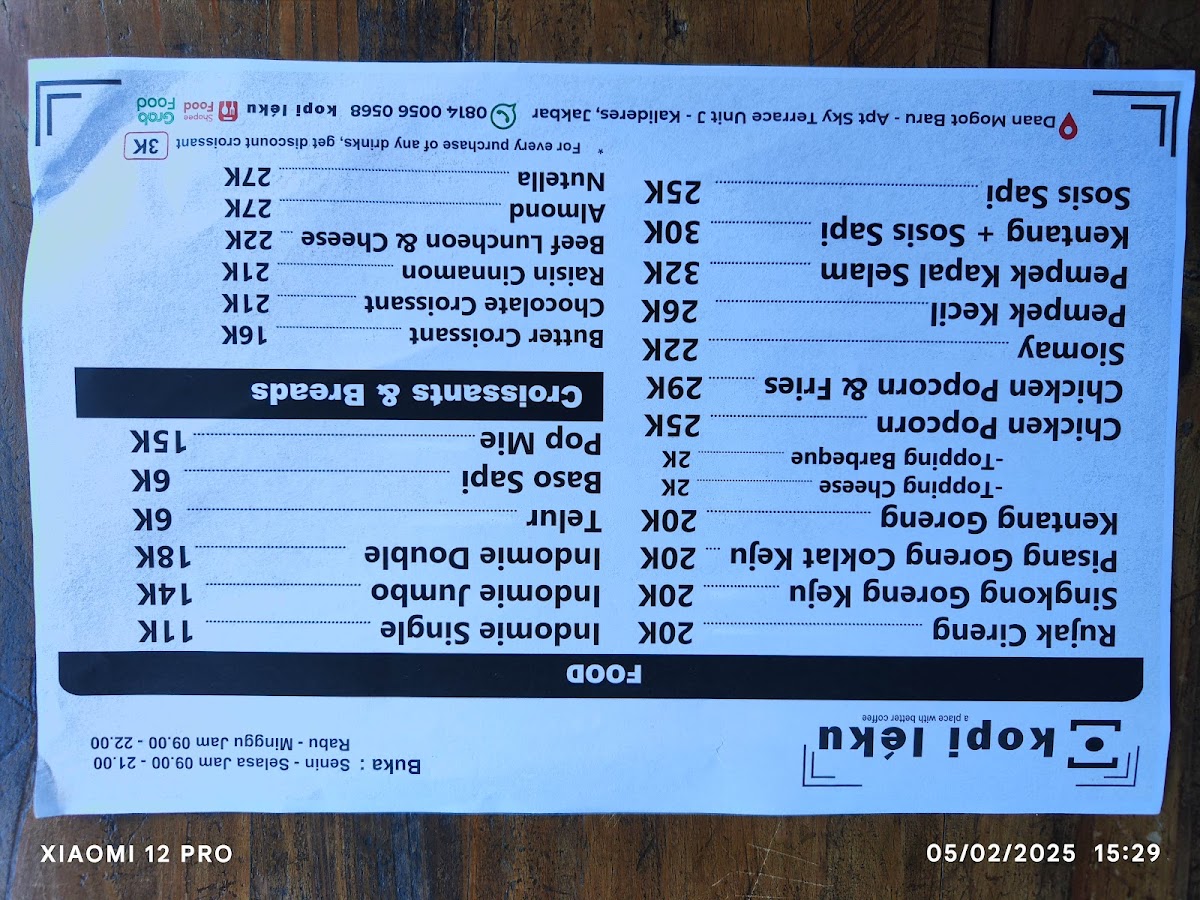 kopi léku
a place with better coffee
Buka : Senin - Selasa Jam 09.00 - 21.00
Rabu - Minggu Jam 09.00 - 22.00
FOOD
Rujak Cireng 20K
Singkong Goreng Keju 20K
Pisang Goreng Coklat Keju 20K
Kentang Goreng 20K
-Topping Cheese 2K
-Topping Barbeque 2K
Chicken Popcorn 25K
Chicken Popcorn & Fries 29K
Siomay 22K
Pempek Kecil 26K
Pempek Kapal Selam 32K
Kentang + Sosis Sapi 30K
Sosis Sapi 25K
Indomie Single 11K
Indomie Jumbo 14K
Indomie Double 18K
Telur 6K
Baso Sapi 6K
Pop Mie 15K
Croissants & Breads
Butter Croissant 16K
Chocolate Croissant 21K
Raisin Cinnamon 21K
Beef Luncheon & Cheese 22K
Almond 27K
Nutella 27K
* For every purchase of any drinks, get discount croissant 3K
Daan Mogot Baru - Apt Sky Terrace Unit J - Kalideres, Jakbar 0814 0056 0568 kopi léku Shopee Food Grab Food
XIAOMI 12 PRO
05/02/2025 15:29